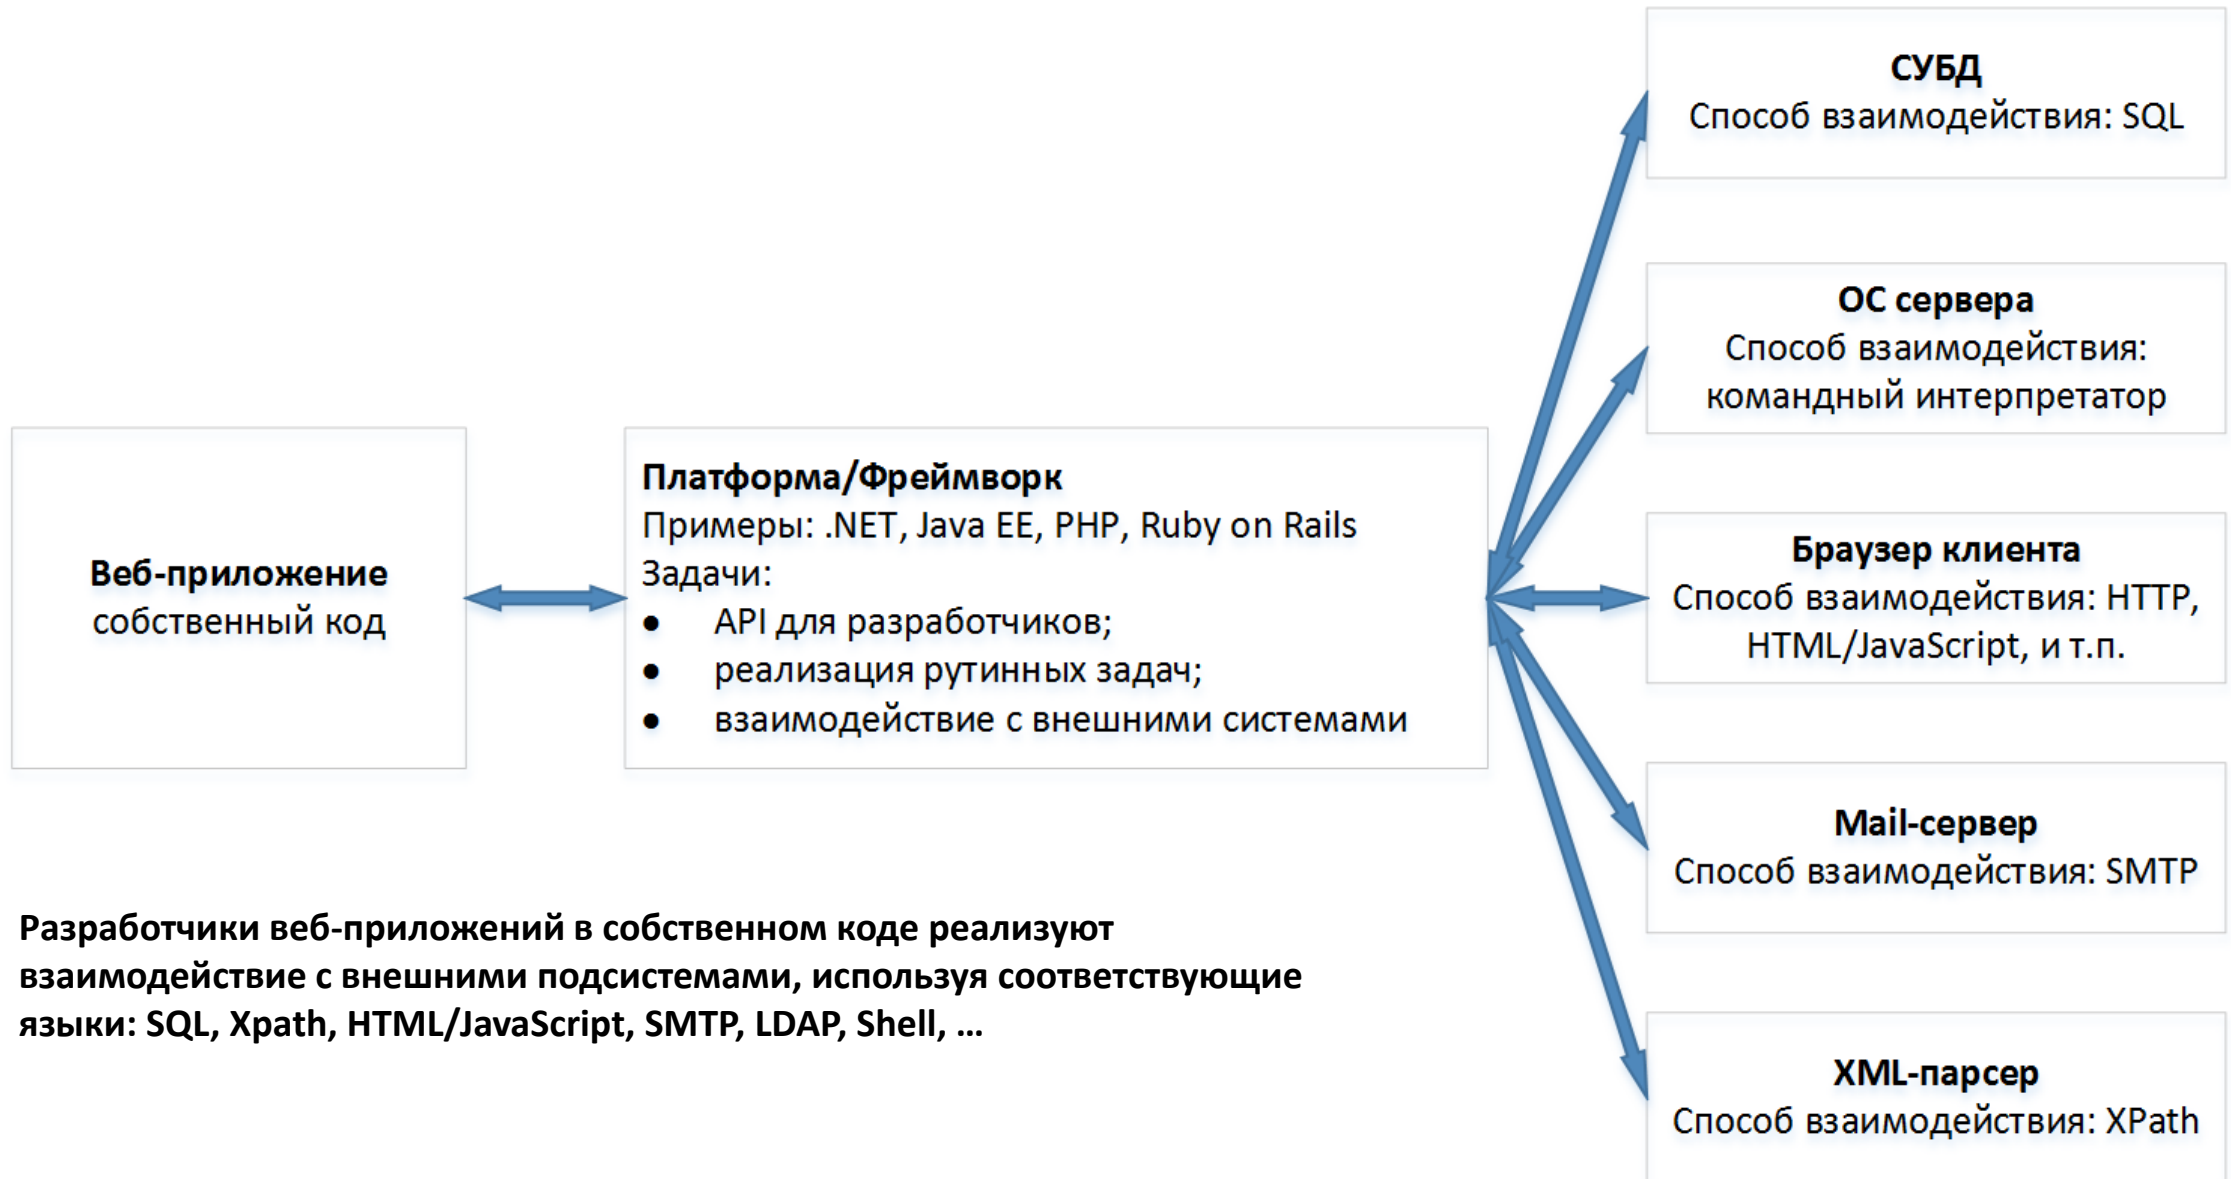 СУБД
Способ взаимодействия: SQL
ОС сервера
Способ взаимодействия:
командный интерпретатор
Веб-приложение
собственный код
Платформа/Фреймворк
Примеры: .NET, Java EE, PHP, Ruby on Rails
Задачи:
● API для разработчиков;
● реализация рутинных задач;
● взаимодействие с внешними системами
Браузер клиента
Способ взаимодействия: HTTP,
HTML/JavaScript, и т.п.
Mail-сервер
Способ взаимодействия: SMTP
XML-парсер
Способ взаимодействия: XPath
Разработчики веб-приложений в собственном коде реализуют
взаимодействие с внешними подсистемами, используя соответствующие
языки: SQL, Xpath, HTML/JavaScript, SMTP, LDAP, Shell, ...